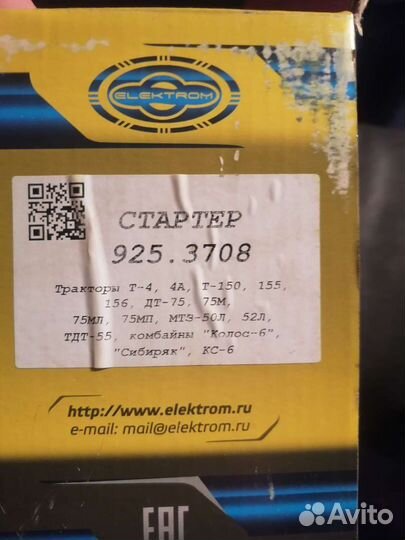 ELEKTROM
СТАРТЕР
925.3708
Тракторы Т-4, 4А, Т-150, 155,
156, ДТ-75, 75М,
75МЛ, 75МП, МТЗ-50Л, 52Л,
ТДТ-55, комбайны "Колос-6",
"Сибиряк", КС-6
http://www.elektrom.ru
e-mail: mail@elektrom.ru
EAC
Avito